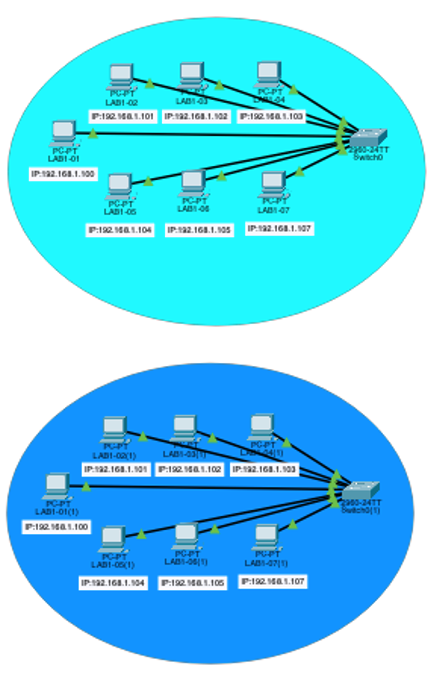 PC-PT
LAB1-02
PC-PT
LAB1-03
PC-PT
LAB1-04
IP:192.168.1.101
IP:192.168.1.102
IP:192.168.1.103
PC-PT
LAB1-01
2960-24TT
Switch0
IP:192.168.1.100
PC-PT
LAB1-05
PC-PT
LAB1-06
PC-PT
LAB1-07
IP:192.168.1.104
IP:192.168.1.105
IP:192.168.1.107
PC-PT
LAB1-02(1)
PC-PT
LAB1-03(1)
PC-PT
LAB1-04(1)
IP:192.168.1.101
IP:192.168.1.102
IP:192.168.1.103
PC-PT
LAB1-01(1)
2960-24TT
Switch0(1)
IP:192.168.1.100
PC-PT
LAB1-05(1)
PC-PT
LAB1-06(1)
PC-PT
LAB1-07(1)
IP:192.168.1.104
IP:192.168.1.105
IP:192.168.1.107